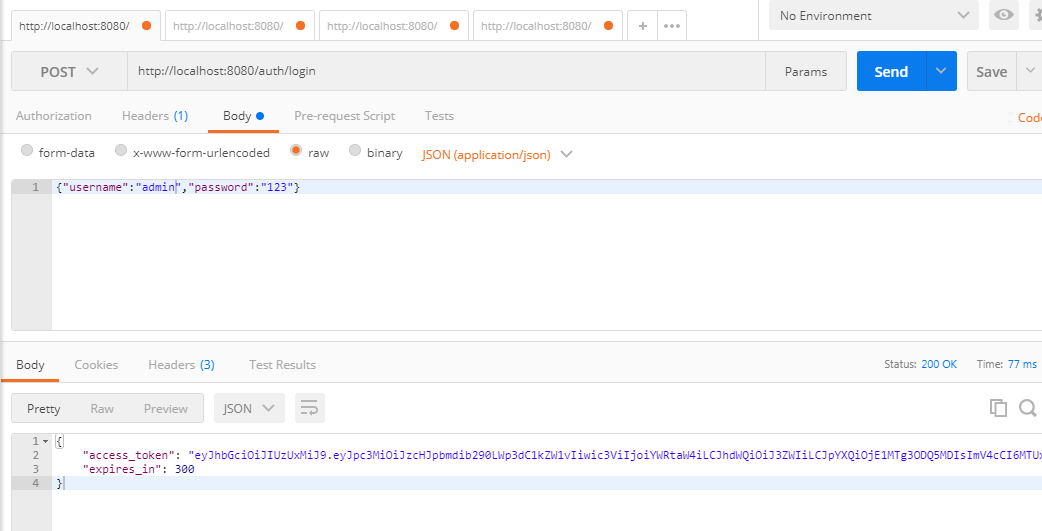 http://localhost:8080/ http://localhost:8080/ http://localhost:8080/ http://localhost:8080/ + ••• No Environment
POST http://localhost:8080/auth/login Params Send Save
Authorization Headers (1) Body Pre-request Script Tests Code
form-data x-www-form-urlencoded raw binary JSON (application/json)
1 {"username":"admin","password":"123"}
Body Cookies Headers (3) Test Results Status: 200 OK Time: 77 ms
Pretty Raw Preview JSON
1 {
2 "access_token": "eyJhbGciOiJIUzUxMiJ9.eyJpc3MiOiJzcHJpbmdib290LWp3dC1kZW1vIiwic3ViIjoiYWRtaW4iLCJhdWQiOiJ3ZWIiLCJpYXQiOjE1MTg3ODQ5MDIsImV4cCI6MTUx
3 "expires_in": 300
4 }